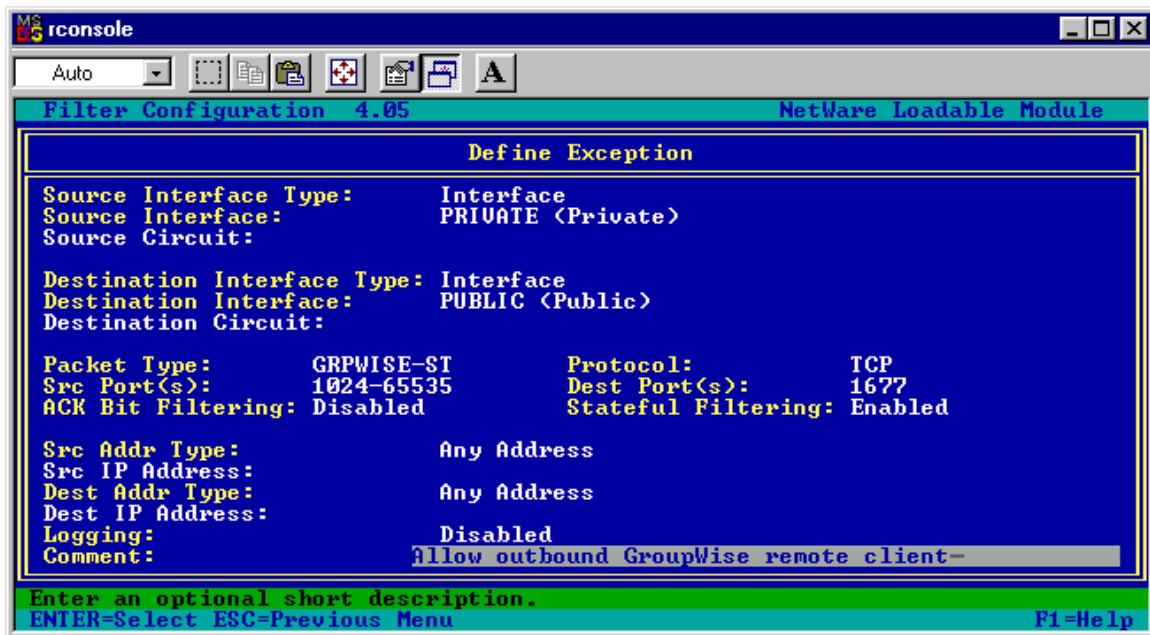 MS
DS rconsole
Auto A
Filter Configuration 4.05 NetWare Loadable Module
Define Exception
Source Interface Type: Interface
Source Interface: PRIVATE (Private)
Source Circuit:
Destination Interface Type: Interface
Destination Interface: PUBLIC (Public)
Destination Circuit:
Packet Type: GRPWISE-ST Protocol: TCP
Src Port(s): 1024-65535 Dest Port(s): 1677
ACK Bit Filtering: Disabled Stateful Filtering: Enabled
Src Addr Type: Any Address
Src IP Address:
Dest Addr Type: Any Address
Dest IP Address:
Logging: Disabled
Comment: Allow outbound GroupWise remote client
Enter an optional short description.
ENTER=Select ESC=Previous Menu F1=Help